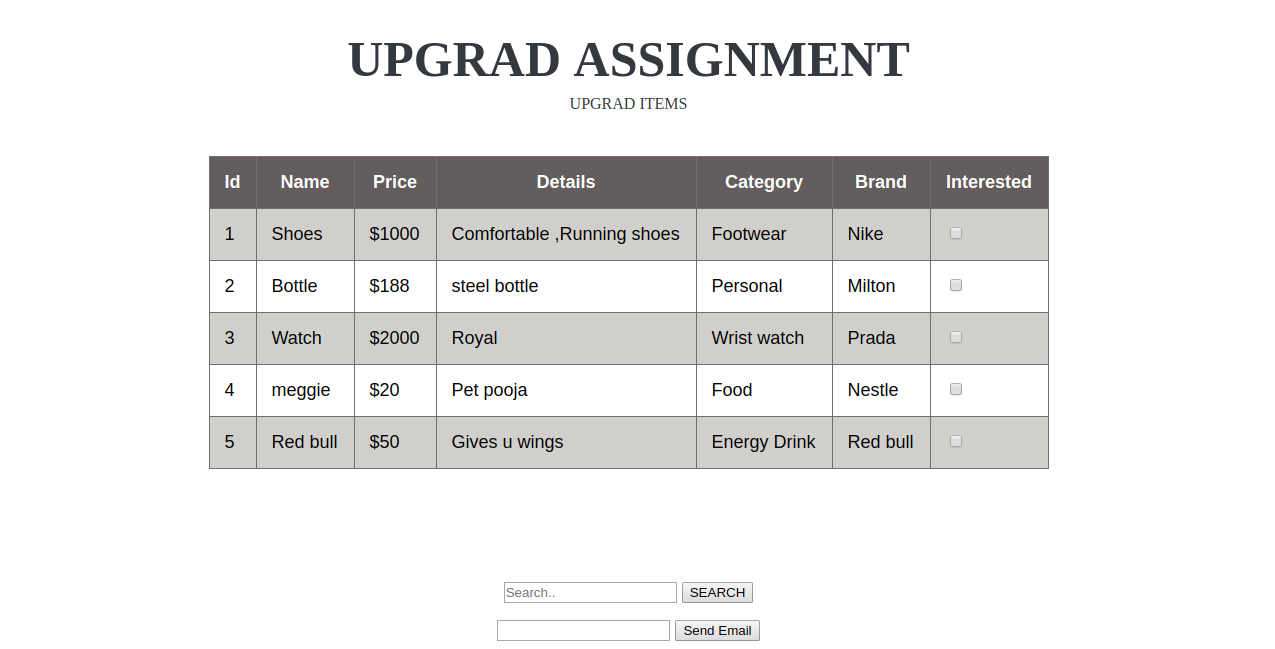 UPGRAD ASSIGNMENT
UPGRAD ITEMS
Id Name Price Details Category Brand Interested
1 Shoes $1000 Comfortable ,Running shoes Footwear Nike
2 Bottle $188 steel bottle Personal Milton
3 Watch $2000 Royal Wrist watch Prada
4 meggie $20 Pet pooja Food Nestle
5 Red bull $50 Gives u wings Energy Drink Red bull
Search.. SEARCH
Send Email